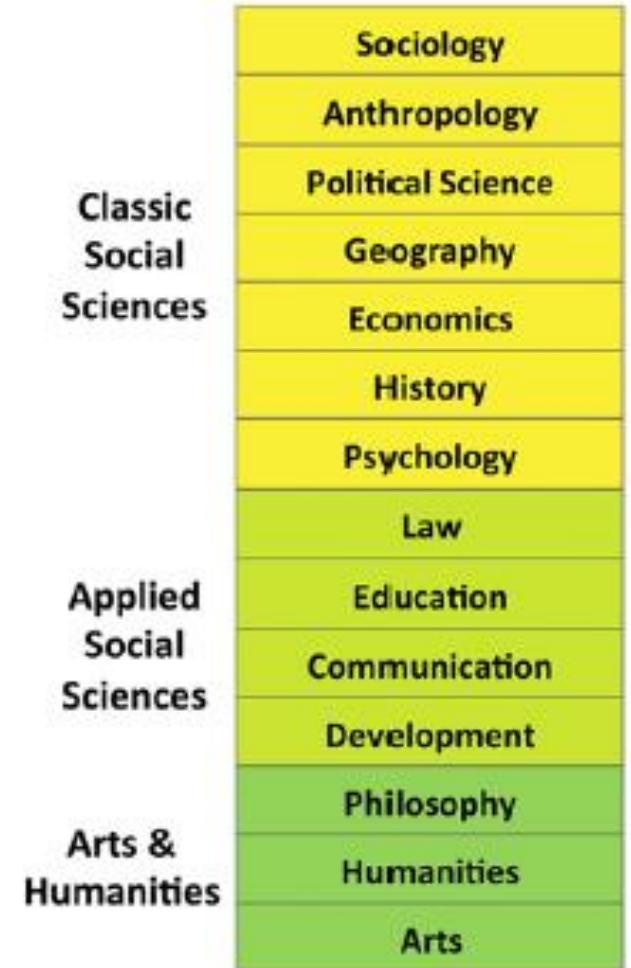 Classic
Social
Sciences
Sociology
Anthropology
Political Science
Geography
Economics
History
Psychology
Applied
Social
Sciences
Law
Education
Communication
Development
Arts &
Humanities
Philosophy
Humanities
Arts